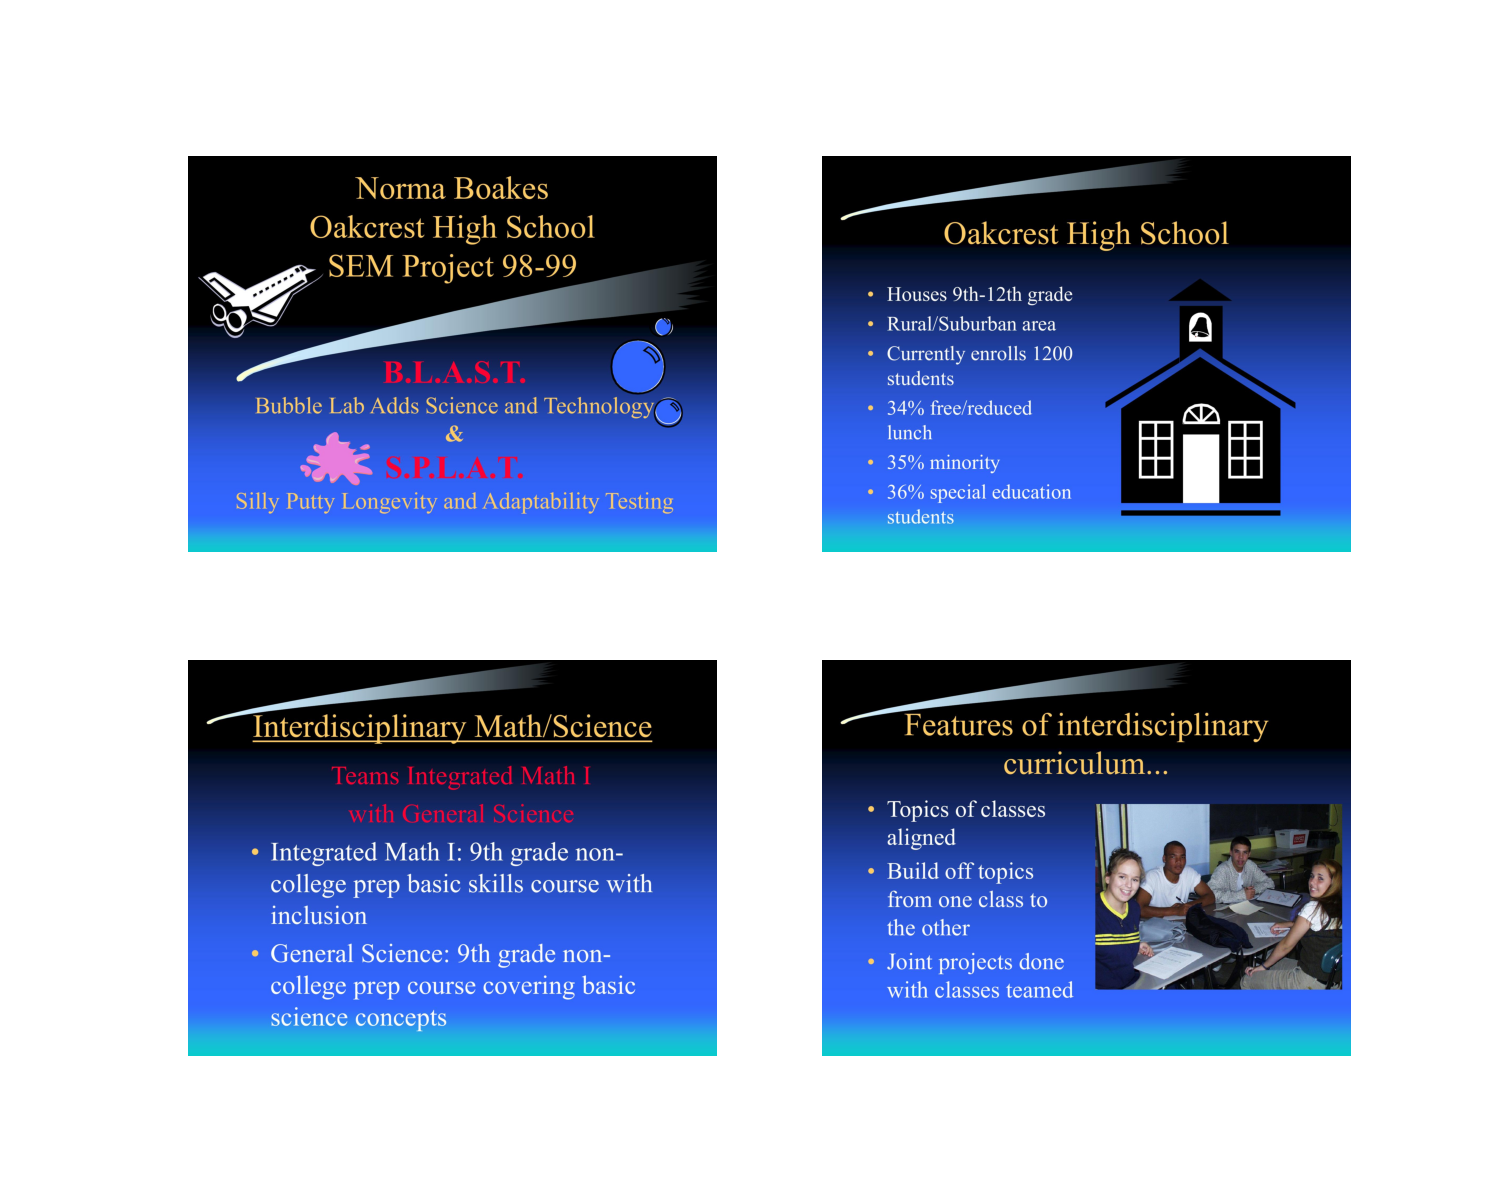 Norma Boakes
Oakcrest High School
SEM Project 98-99
B.L.A.S.T.
Bubble Lab Adds Science and Technology
&
S.P.L.A.T.
Silly Putty Longevity and Adaptability Testing
Oakcrest High School
• Houses 9th-12th grade
• Rural/Suburban area
• Currently enrolls 1200
students
• 34% free/reduced
lunch
• 35% minority
• 36% special education
students
Interdisciplinary Math/Science
Teams Integrated Math I
with General Science
• Integrated Math I: 9th grade non-
college prep basic skills course with
inclusion
• General Science: 9th grade non-
college prep course covering basic
science concepts
Features of interdisciplinary
curriculum...
• Topics of classes
aligned
• Build off topics
from one class to
the other
• Joint projects done
with classes teamed